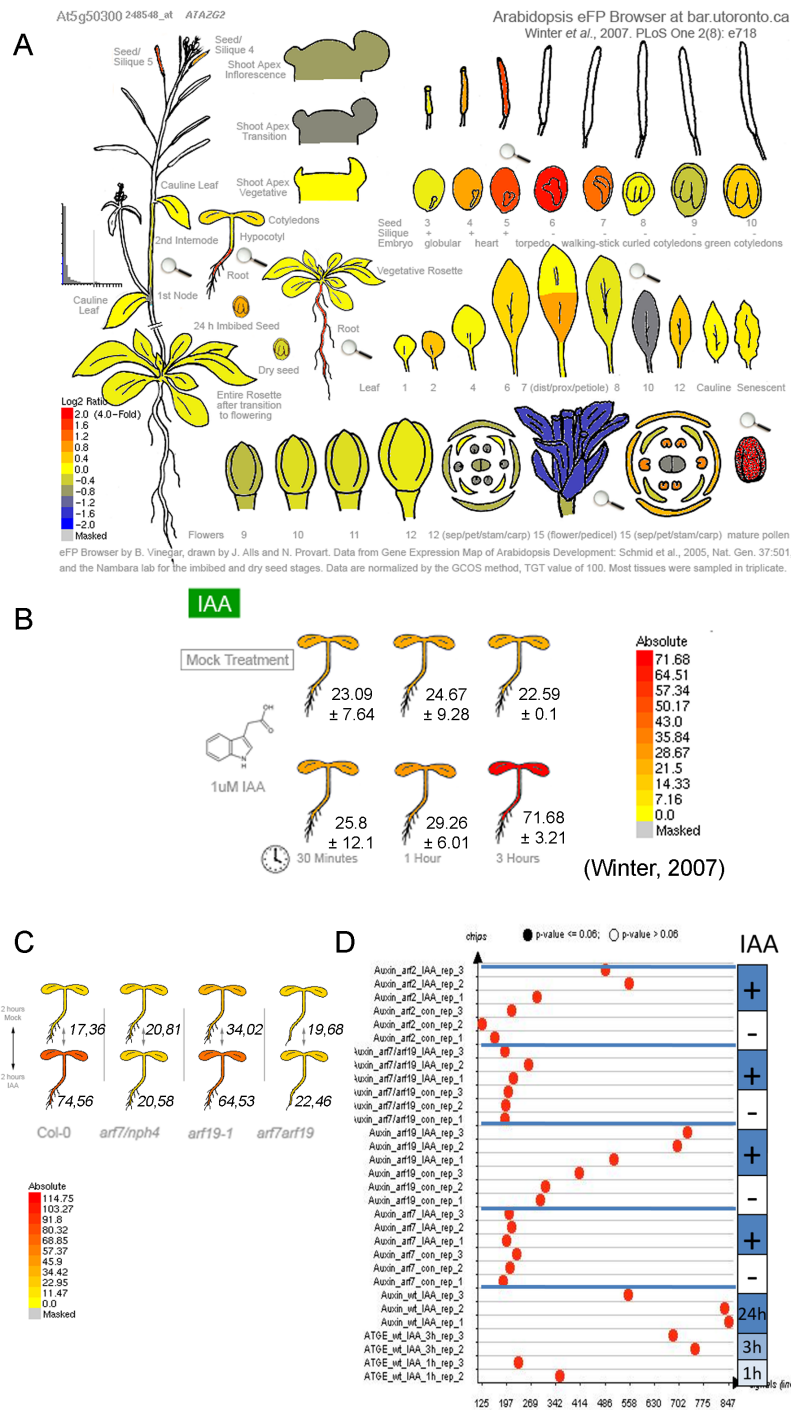 At5g50300 248548_at ATA2G2
Arabidopsis eFP Browser at bar.utoronto.ca
Winter et al., 2007. PLoS One 2(8): e718
A
Seed/
Silique 5
Seed/
Silique 4
Shoot Apex
Inflorescence
Shoot Apex
Transition
Shoot Apex
Vegetative
Cauline Leaf
Cotyledons
2nd Internode
Hypocotyl
Root
Cauline
Leaf
1st Node
24 h Imbibed Seed
Dry seed
Vegetative Rosette
Root
Entire Rosette
after transition
to flowering
Seed 3 4 5 6 7 8 9 10
Silique + + + - - - - -
Embryo globular heart torpedo walking-stick curled cotyledons green cotyledons
Leaf 1 2 4 6 7 (dist/prox/petiole) 8 10 12 Cauline Senescent
Log2 Ratio
2.0 (4.0-Fold)
1.6
1.2
0.8
0.4
0.0
-0.4
-0.8
-1.2
-1.6
-2.0
Masked
Flowers 9 10 11 12 12 (sep/pet/stam/carp) 15 (flower/pedicel) 15 (sep/pet/stam/carp) mature pollen
eFP Browser by B. Vinegar, drawn by J. Alls and N. Provart. Data from Gene Expression Map of Arabidopsis Development: Schmid et al., 2005, Nat. Gen. 37:501
and the Nambara lab for the imbibed and dry seed stages. Data are normalized by the GCOS method, TGT value of 100. Most tissues were sampled in triplicate.
B
IAA
Mock Treatment
23.09
± 7.64
24.67
± 9.28
22.59
± 0.1
OH
O
N
H
1uM IAA
25.8
± 12.1
29.26
± 6.01
71.68
± 3.21
30 Minutes
1 Hour
3 Hours
Absolute
71.68
64.51
57.34
50.17
43.0
35.84
28.67
21.5
14.33
7.16
0.0
Masked
(Winter, 2007)
C
2 hours
Mock
17,36
20,81
34,02
19,68
2 hours
IAA
74,56
20,58
64,53
22,46
Col-0
arf7/nph4
arf19-1
arf7arf19
Absolute
114.75
103.27
91.8
80.32
68.85
57.37
45.9
34.42
22.95
11.47
0.0
Masked
D
chips
p-value <= 0.06;
p-value > 0.06
IAA
Auxin_arf2_IAA_rep_3
Auxin_arf2_IAA_rep_2
Auxin_arf2_IAA_rep_1
+
Auxin_arf2_con_rep_3
Auxin_arf2_con_rep_2
Auxin_arf2_con_rep_1
-
Auxin_arf7/arf19_IAA_rep_3
Auxin_arf7/arf19_IAA_rep_2
Auxin_arf7/arf19_IAA_rep_1
+
Auxin_arf7/arf19_con_rep_3
Auxin_arf7/arf19_con_rep_2
Auxin_arf7/arf19_con_rep_1
-
Auxin_arf19_IAA_rep_3
Auxin_arf19_IAA_rep_2
Auxin_arf19_IAA_rep_1
+
Auxin_arf19_con_rep_3
Auxin_arf19_con_rep_2
Auxin_arf19_con_rep_1
-
Auxin_arf7_IAA_rep_3
Auxin_arf7_IAA_rep_2
Auxin_arf7_IAA_rep_1
+
Auxin_arf7_con_rep_3
Auxin_arf7_con_rep_2
Auxin_arf7_con_rep_1
-
Auxin_wt_IAA_rep_3
Auxin_wt_IAA_rep_2
Auxin_wt_IAA_rep_1
24h
ATGE_wt_IAA_3h_rep_3
ATGE_wt_IAA_3h_rep_2
3h
ATGE_wt_IAA_1h_rep_3
ATGE_wt_IAA_1h_rep_2
1h
125 197 269 341 413 486 558 630 702 775 847